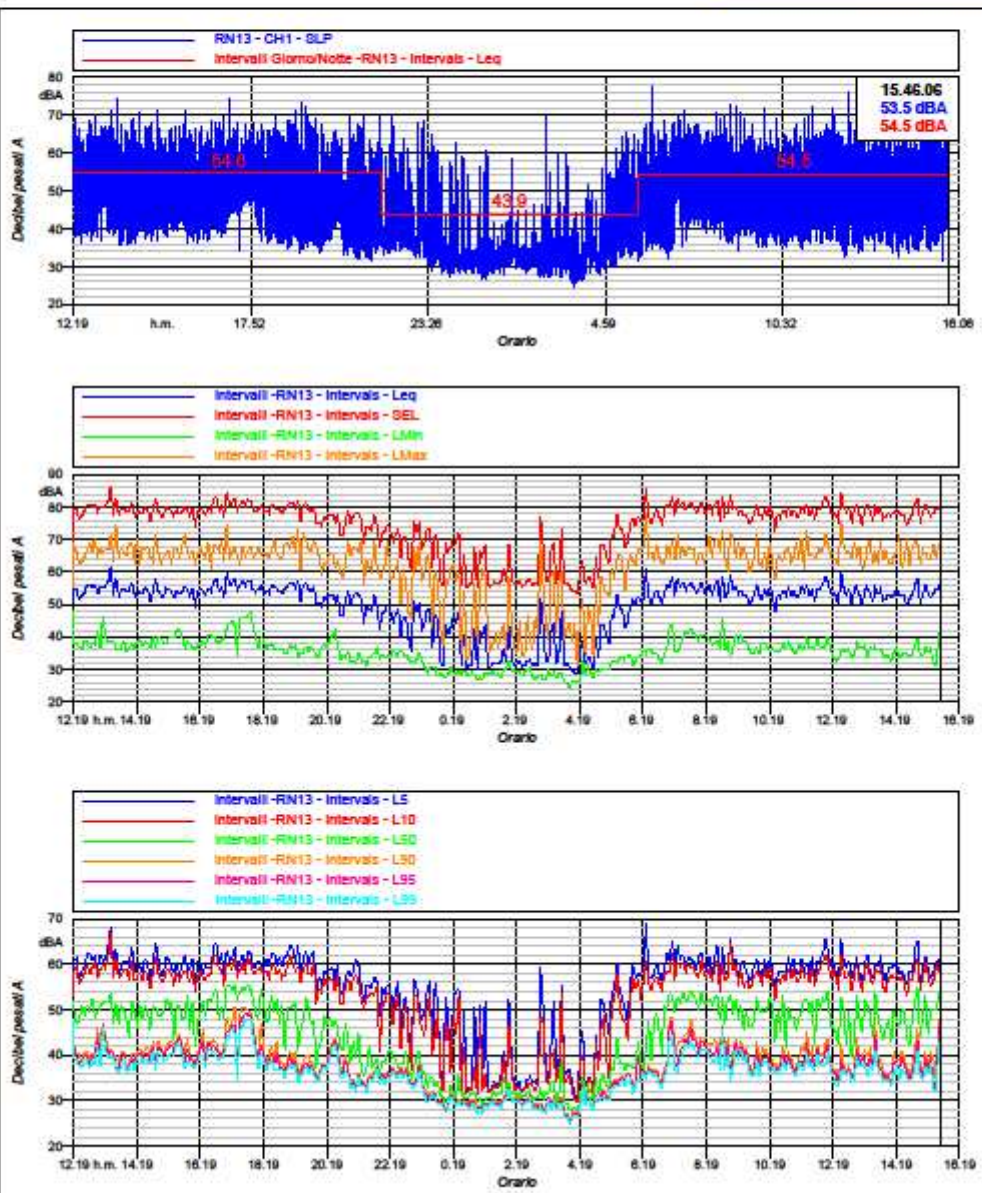 RN13 - CH1 - SLP
Intervalli Giorno/Notte -RN13 - Intervals - Leq
80
dBA
70
60
50
40
30
20
Decibel pesati A
15.46.06
53.5 dBA
54.5 dBA
54.8
43.9
54.5
12.19 h.m. 17.52 23.26 4.59 10.32 16.06
Orario
Intervalli -RN13 - Intervals - Leq
Intervalli -RN13 - Intervals - SEL
Intervalli -RN13 - Intervals - LMin
Intervalli -RN13 - Intervals - LMax
90
dBA
80
70
60
50
40
30
20
Decibel pesati A
12.19 h.m. 14.19 16.19 18.19 20.19 22.19 0.19 2.19 4.19 6.19 8.19 10.19 12.19 14.19 16.19
Orario
Intervalli -RN13 - Intervals - L5
Intervalli -RN13 - Intervals - L10
Intervalli -RN13 - Intervals - L50
Intervalli -RN13 - Intervals - L90
Intervalli -RN13 - Intervals - L95
Intervalli -RN13 - Intervals - L99
70
dBA
60
50
40
30
20
Decibel pesati A
12.19 h.m. 14.19 16.19 18.19 20.19 22.19 0.19 2.19 4.19 6.19 8.19 10.19 12.19 14.19 16.19
Orario